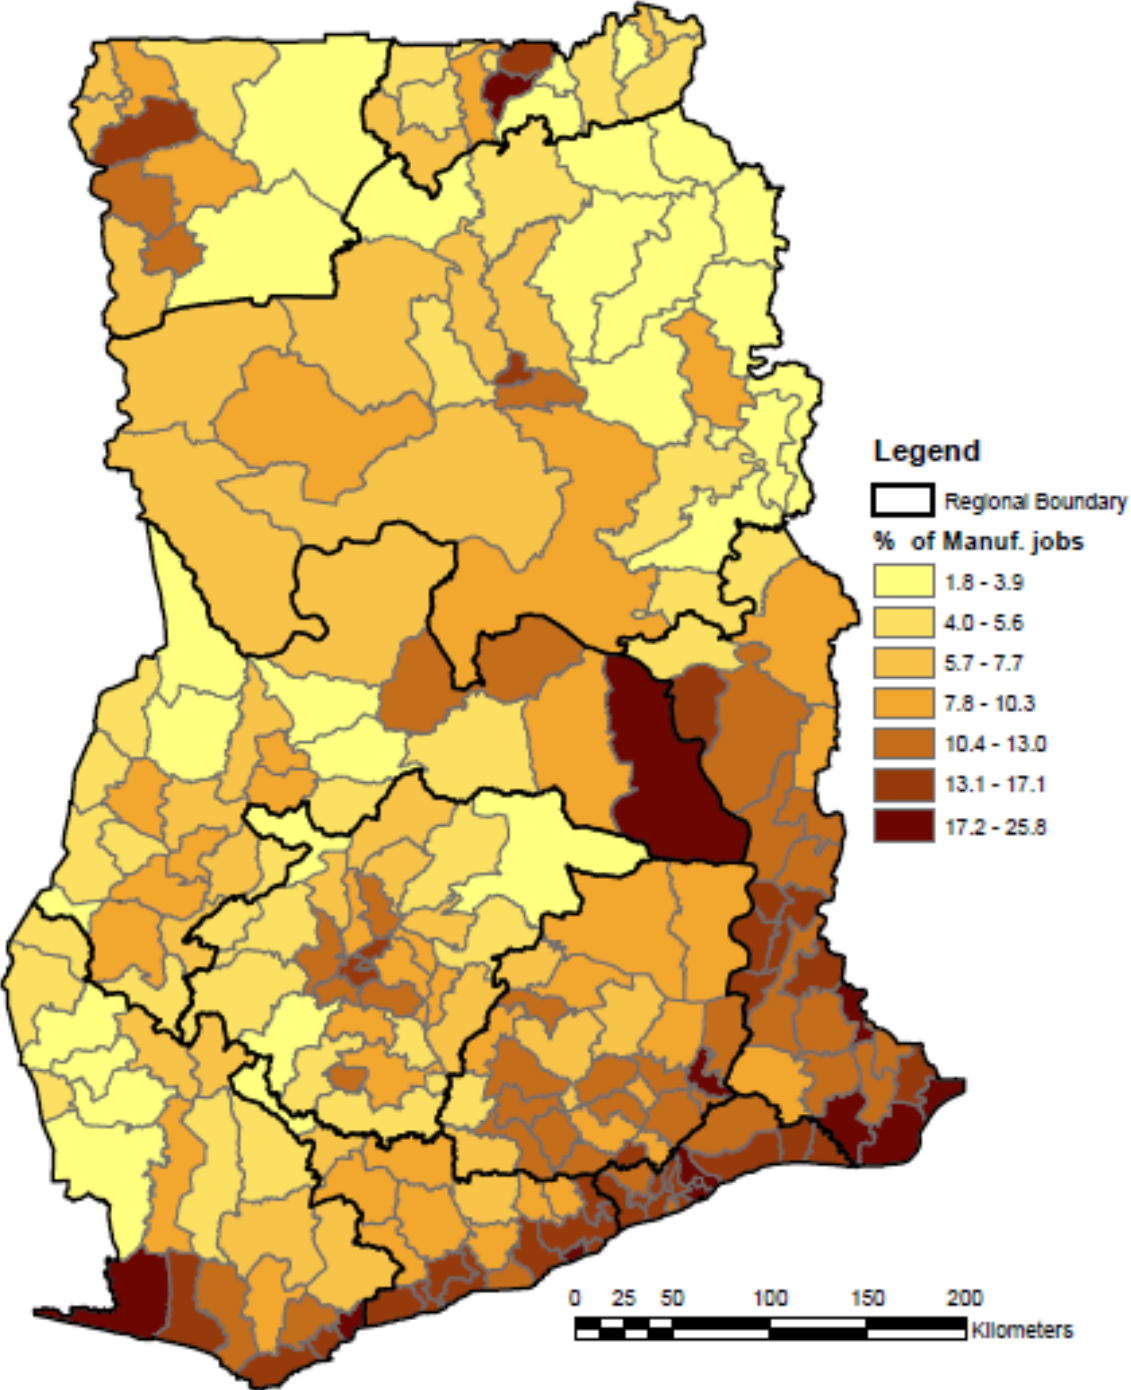 Legend
Regional Boundary
% of Manuf. jobs
1.8 - 3.9
4.0 - 5.6
5.7 - 7.7
7.8 - 10.3
10.4 - 13.0
13.1 - 17.1
17.2 - 25.8
0 25 50 100 150 200
Kilometers